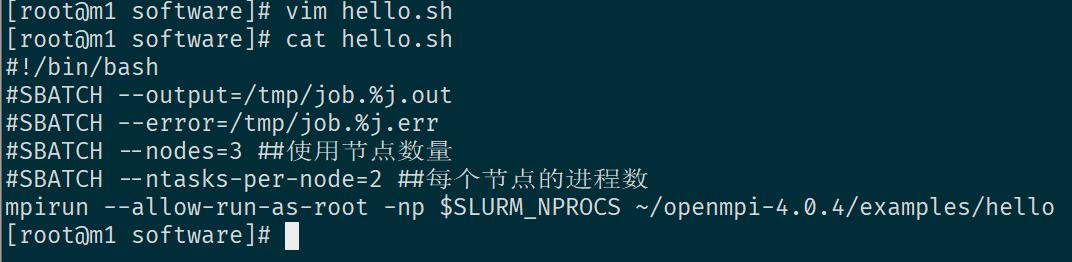 [root@m1 software]# vim hello.sh
[root@m1 software]# cat hello.sh
#!/bin/bash
#SBATCH --output=/tmp/job.%j.out
#SBATCH --error=/tmp/job.%j.err
#SBATCH --nodes=3 ##使用节点数量
#SBATCH --ntasks-per-node=2 ##每个节点的进程数
mpirun --allow-run-as-root -np $SLURM_NPROCS ~/openmpi-4.0.4/examples/hello
[root@m1 software]#